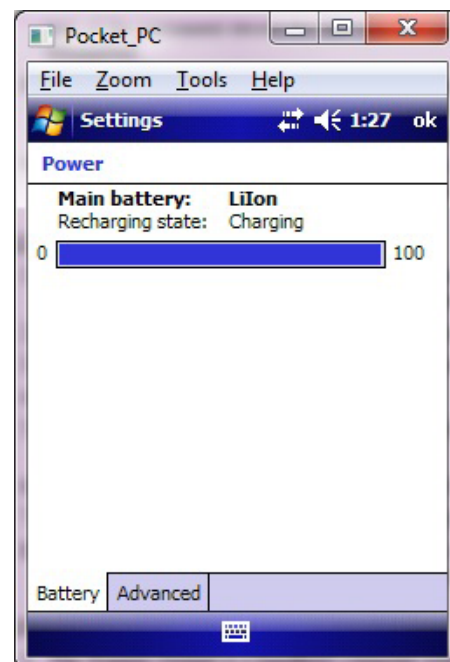 Pocket_PC
File Zoom Tools Help
Settings 1:27 ok
Power
Main battery: LiIon
Recharging state: Charging
0 100
Battery Advanced